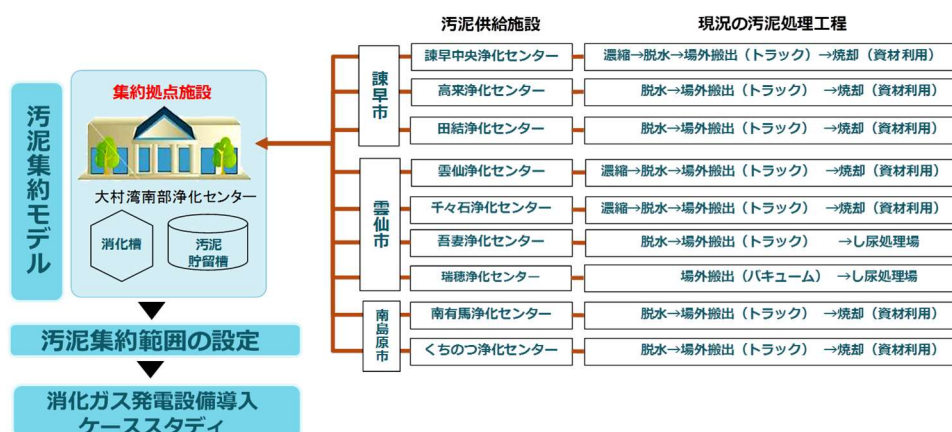 汚泥供給施設
現況の汚泥処理工程
汚泥集約モデル
集約拠点施設
大村湾南部浄化センター
消化槽
汚泥
貯留槽
汚泥集約範囲の設定
消化ガス発電設備導入
ケーススタディ
諫早市
諫早中央浄化センター
濃縮→脱水→場外搬出(トラック)→焼却(資材利用)
高来浄化センター
脱水→場外搬出(トラック) →焼却(資材利用)
田結浄化センター
脱水→場外搬出(トラック) →焼却(資材利用)
雲仙市
雲仙浄化センター
濃縮→脱水→場外搬出(トラック) →焼却(資材利用)
千々石浄化センター
濃縮→脱水→場外搬出(トラック) →焼却(資材利用)
吾妻浄化センター
脱水→場外搬出(トラック) →し尿処理場
瑞穂浄化センター
場外搬出(バキューム) →し尿処理場
南島原市
南有馬浄化センター
脱水→場外搬出(トラック) →焼却(資材利用)
くちのつ浄化センター
脱水→場外搬出(トラック) →焼却(資材利用)